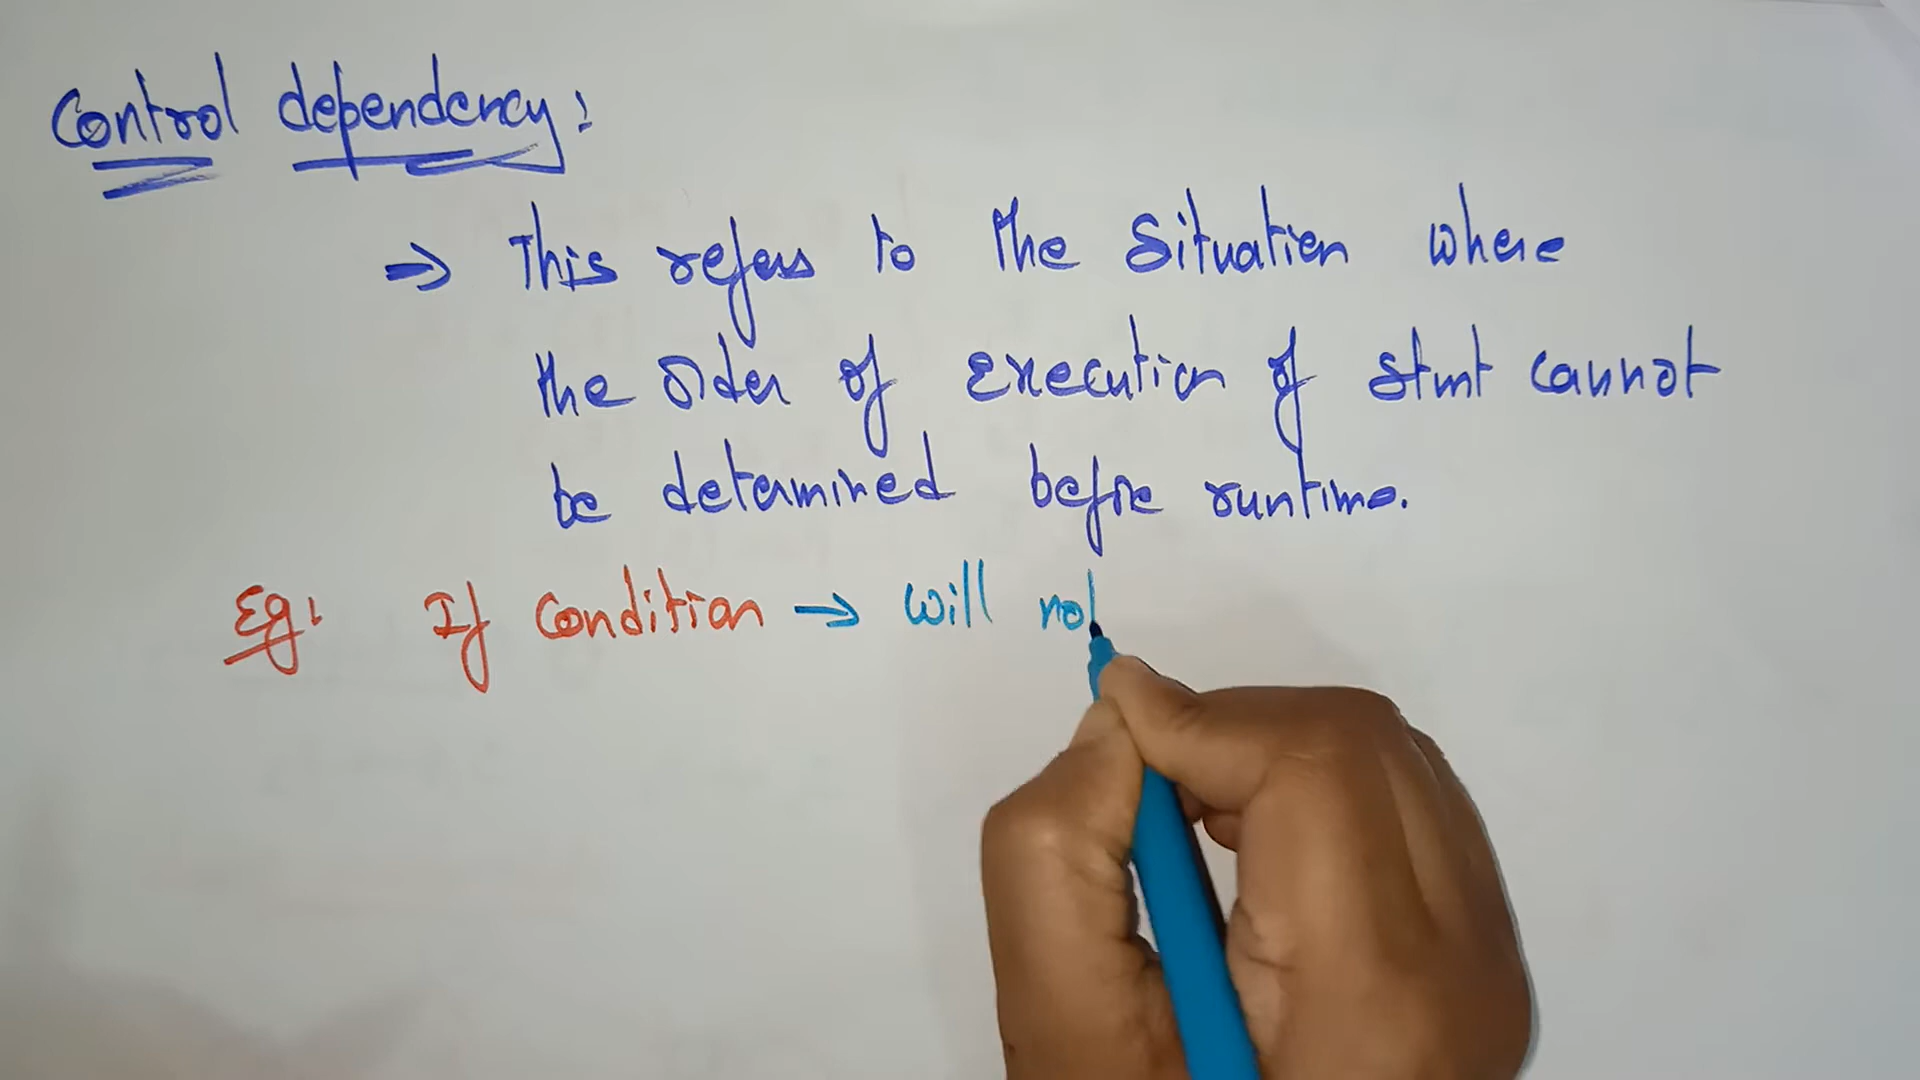 Control dependency:
⇒ This refers to the situation where
the order of execution of stmt cannot
be determined before runtime.
Eg: If condition → will not